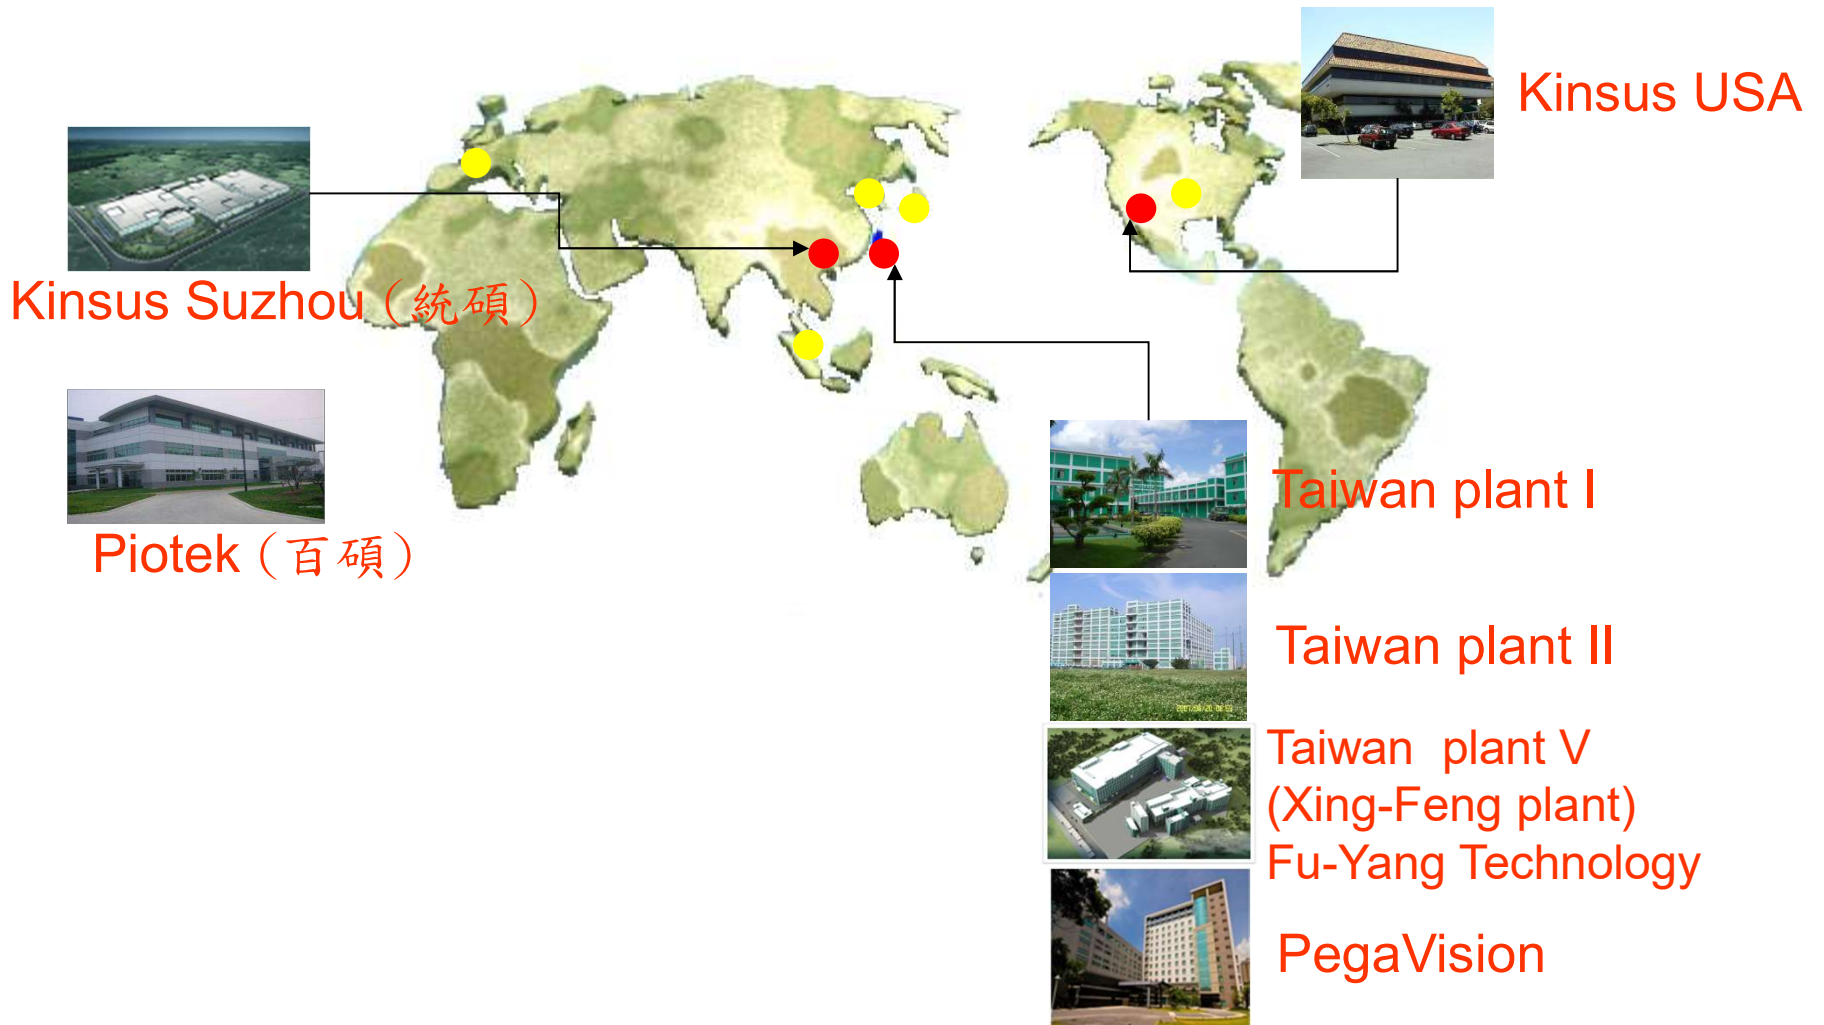 Kinsus USA
Kinsus Suzhou（統碩）
Piotek（百碩）
Taiwan plant I
Taiwan plant II
Taiwan  plant V
(Xing-Feng plant)
Fu-Yang Technology
PegaVision